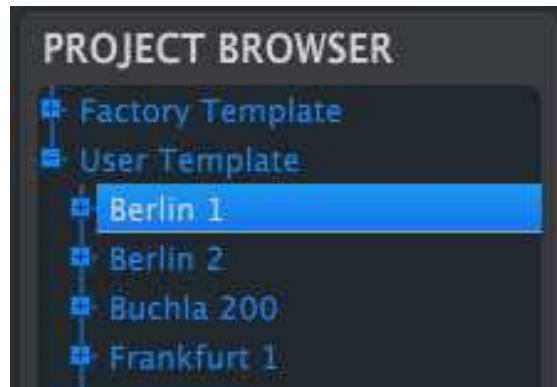 PROJECT BROWSER
Factory Template
User Template
Berlin 1
Berlin 2
Buchla 200
Frankfurt 1